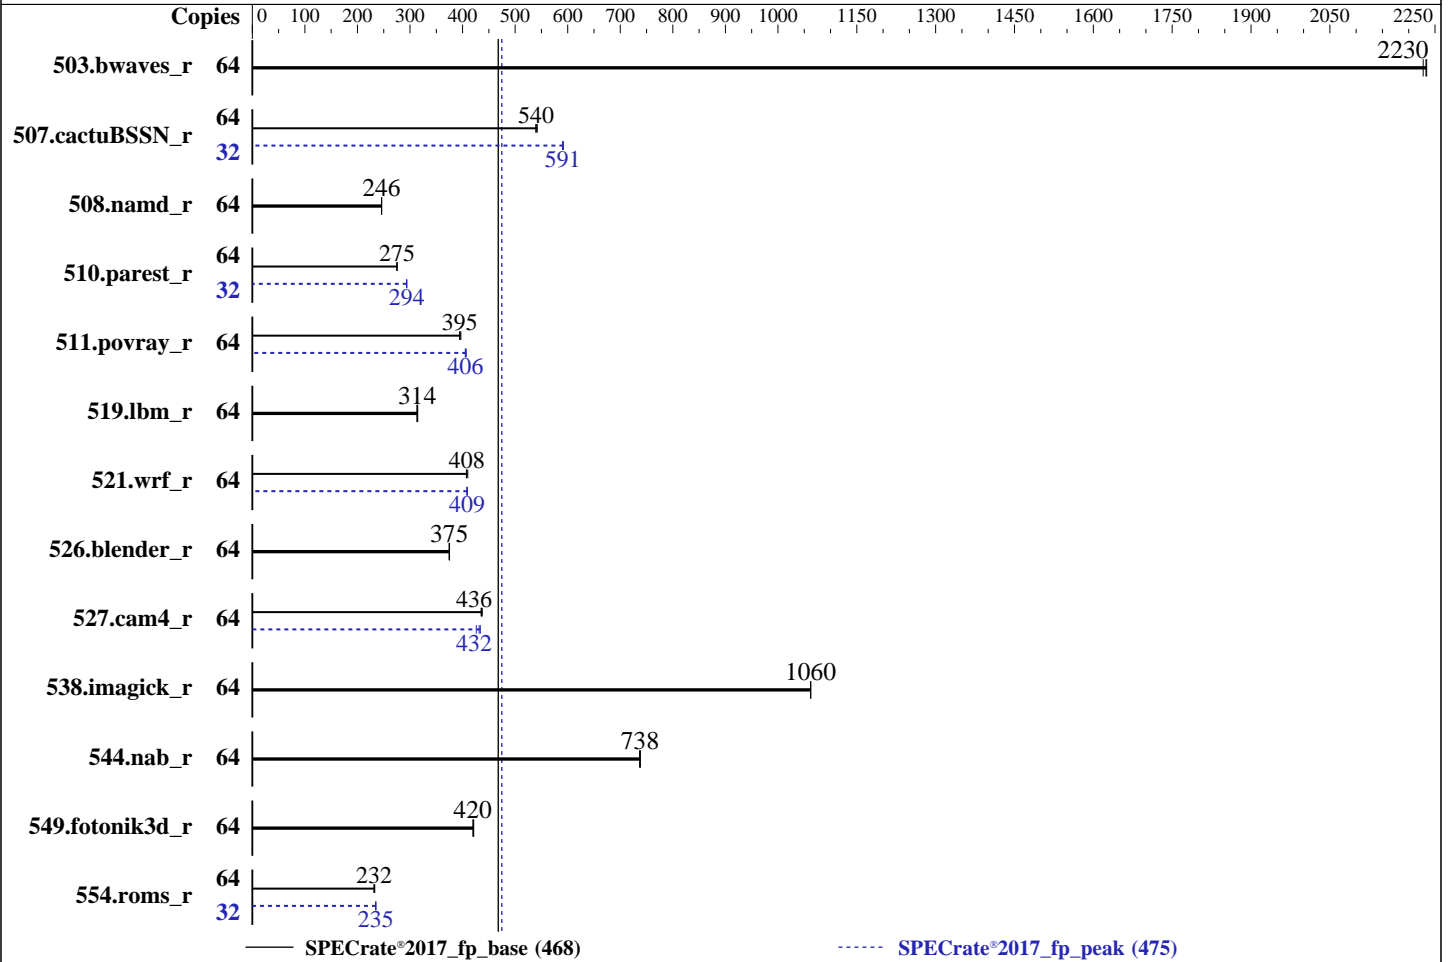 Copies 0 100 200 300 400 500 600 700 800 900 1000 1150 1300 1450 1600 1750 1900 2050 2250
503.bwaves_r 64 2230
507.cactuBSSN_r 64 540
32 591
508.namd_r 64 246
510.parest_r 64 275
32 294
511.povray_r 64 395
406
519.lbm_r 64 314
521.wrf_r 64 408
409
526.blender_r 64 375
527.cam4_r 64 436
432
538.imagick_r 64 1060
544.nab_r 64 738
549.fotonik3d_r 64 420
554.roms_r 64 232
32 235
SPECrate®2017_fp_base (468) SPECrate®2017_fp_peak (475)